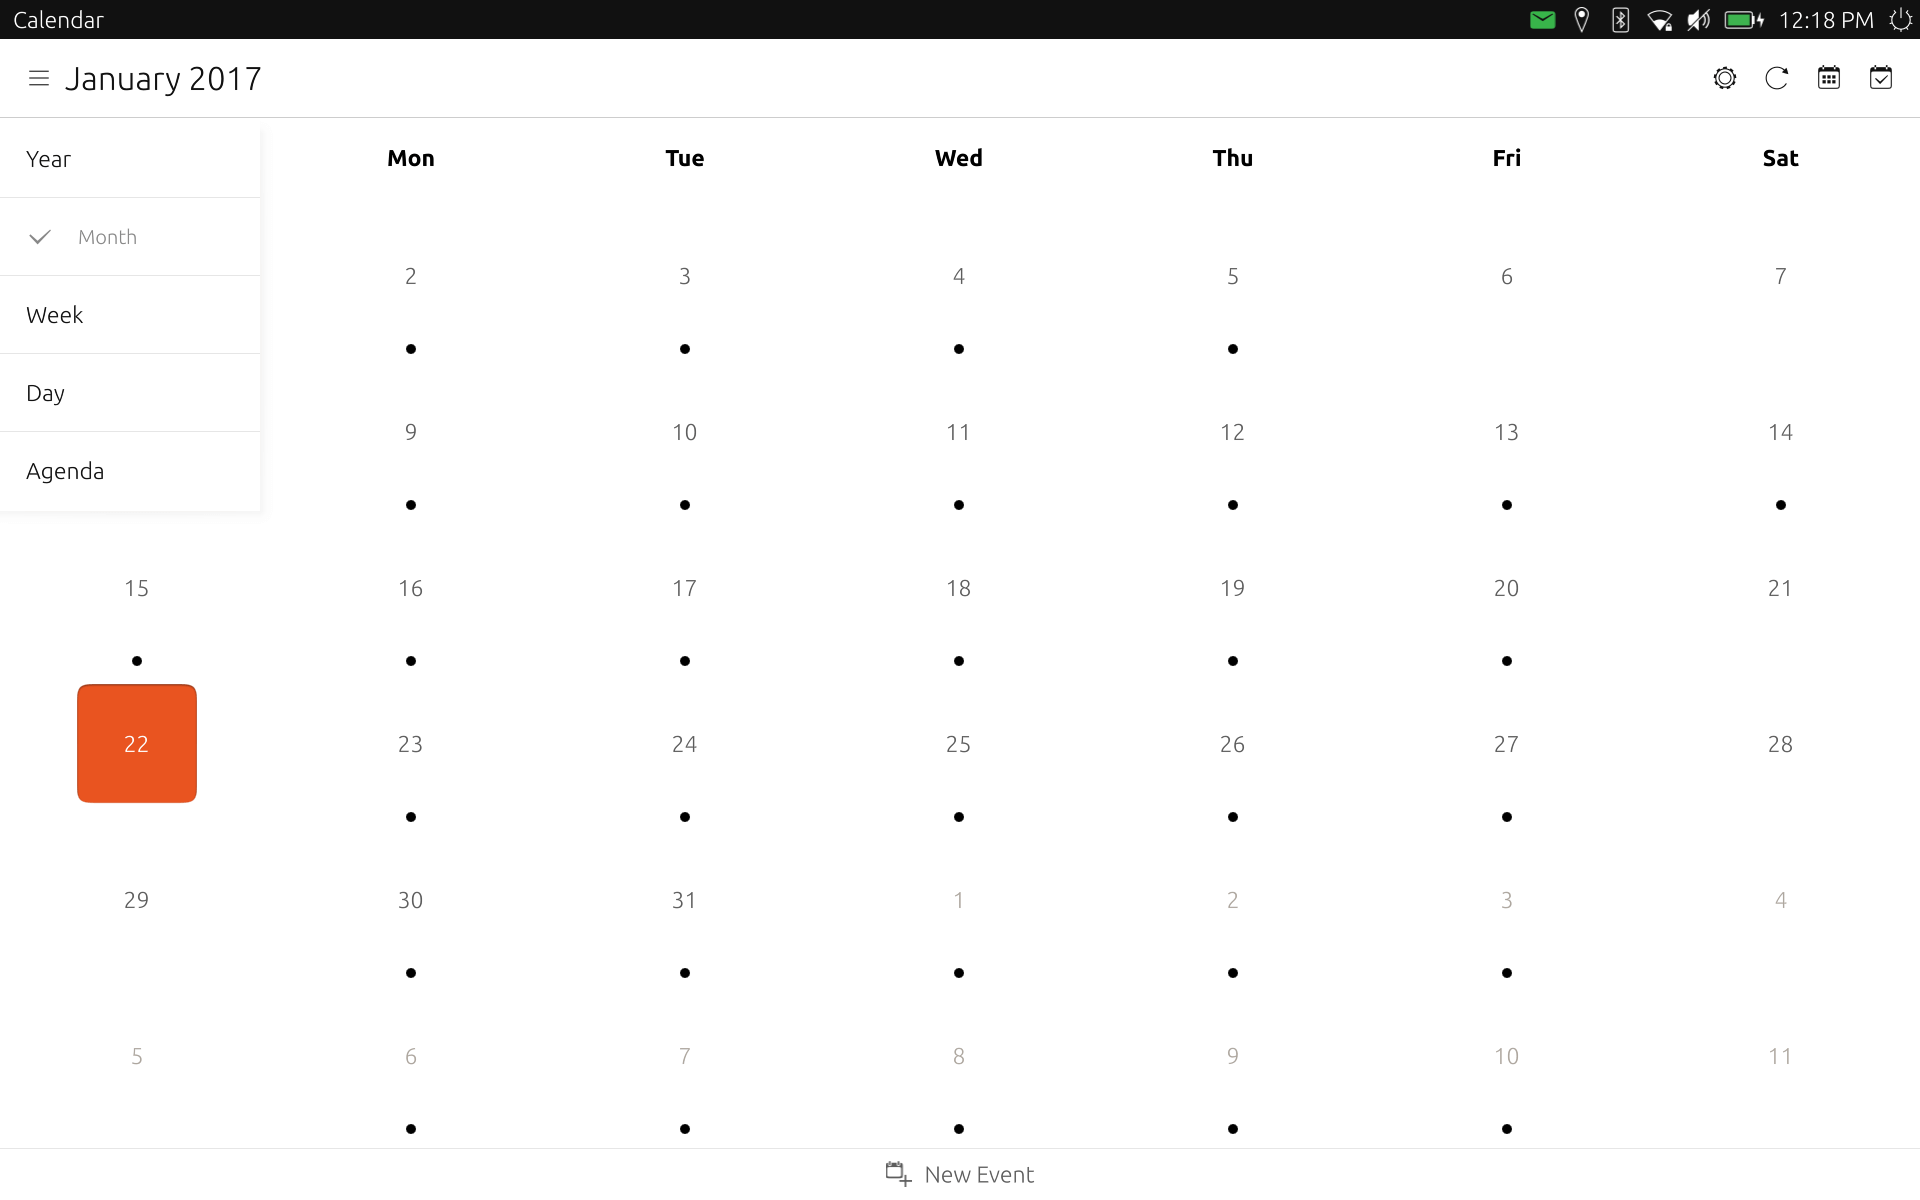 Calendar 12:18 PM
January 2017
Year Mon Tue Wed Thu Fri Sat
Month
2 3 4 5 6 7
Week
Day
9 10 11 12 13 14
Agenda
15 16 17 18 19 20 21
22 23 24 25 26 27 28
29 30 31 1 2 3 4
5 6 7 8 9 10 11
New Event